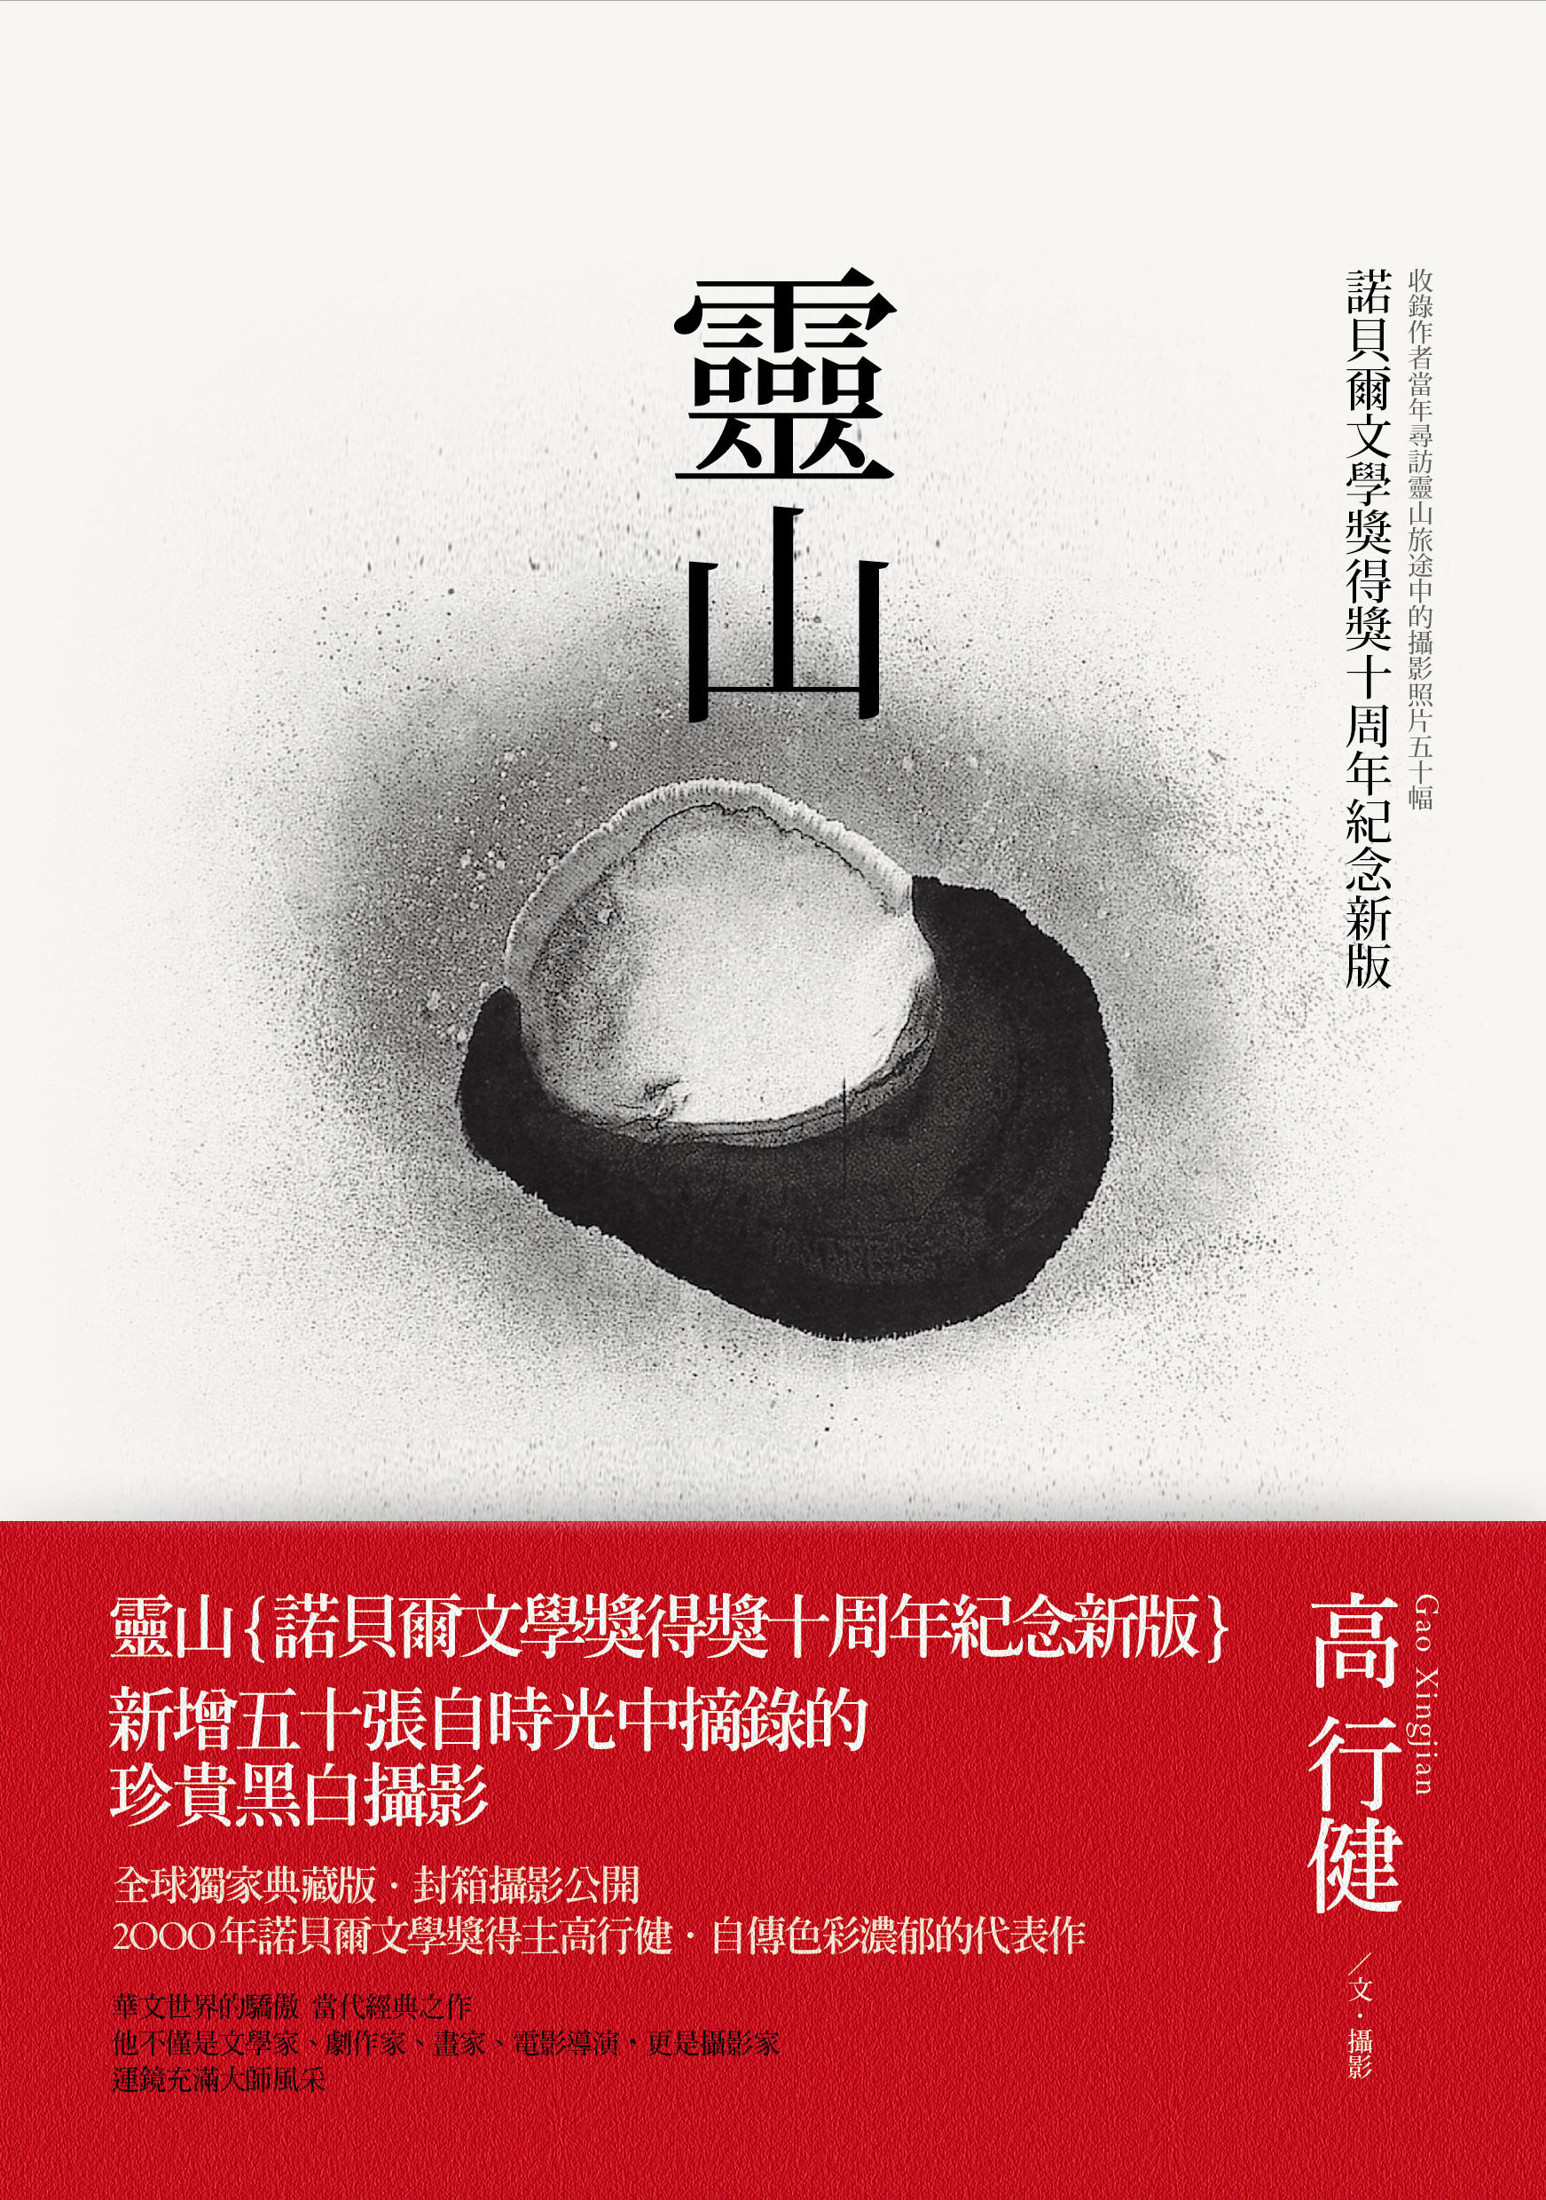 收錄作者當年尋訪靈山旅途中的攝影照片五十幅
諾貝爾文學獎得獎十周年紀念新版
靈山
高行健
Gao Xingjian
／文・攝影
靈山{諾貝爾文學獎得獎十周年紀念新版}
新增五十張自時光中摘錄的
珍貴黑白攝影
全球獨家典藏版・封箱攝影公開
2000年諾貝爾文學獎得主高行健・自傳色彩濃郁的代表作
華文世界的驕傲 當代經典之作
他不僅是文學家、劇作家、畫家、電影導演・更是攝影家
運鏡充滿大師風采